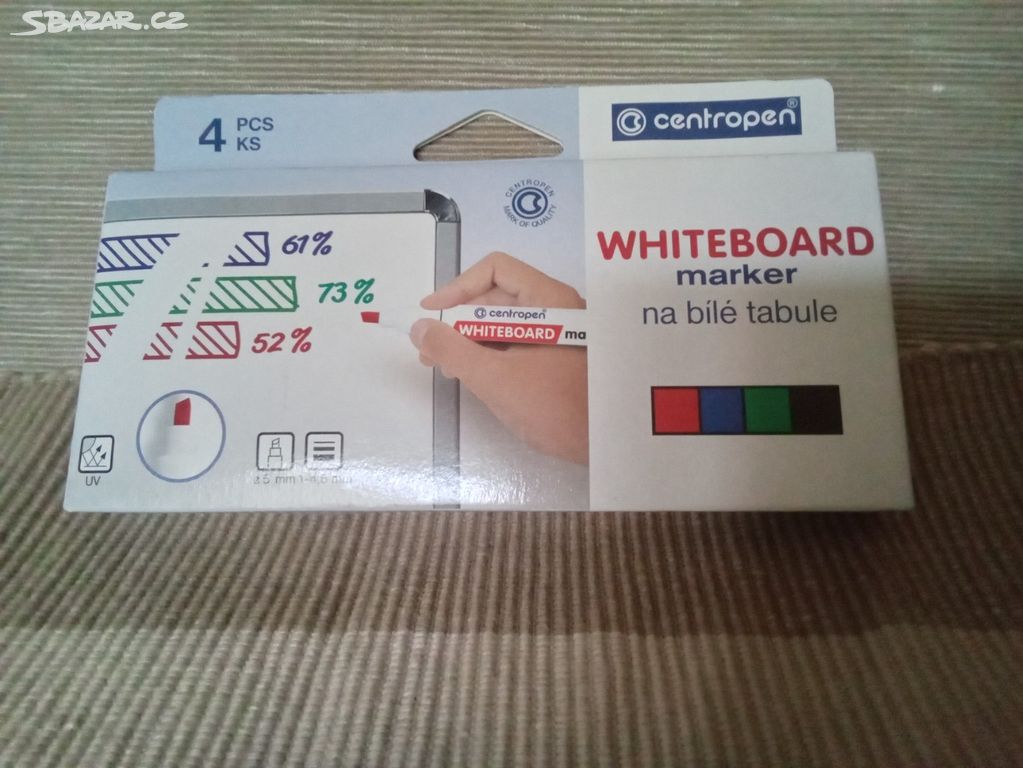 SBAZAR.CZ
4 PCS
KS
centropen®
CENTROPEN
MARK OF QUALITY
WHITEBOARD
marker
na bílé tabule
61%
73%
52%
centropen
WHITEBOARD ma
UV